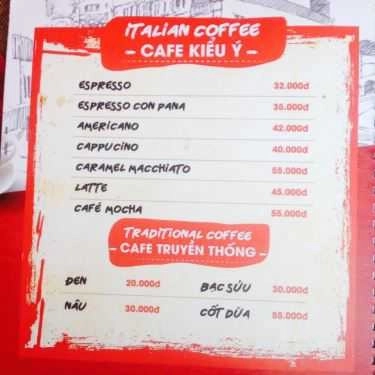 ITALIAN COFFEE
– CAFE KIỂU Ý –
ESPRESSO 32.000đ
ESPRESSO CON PANA 35.000đ
AMERICANO 42.000đ
CAPPUCINO 40.000đ
CARAMEL MACCHIATO 55.000đ
LATTE 45.000đ
CAFÉ MOCHA 55.000đ
TRADITIONAL COFFEE
– CAFE TRUYỀN THỐNG –
ĐEN 20.000đ BẠC SỬU 30.000đ
NÂU 30.000đ CỐT DỪA 55.000đ